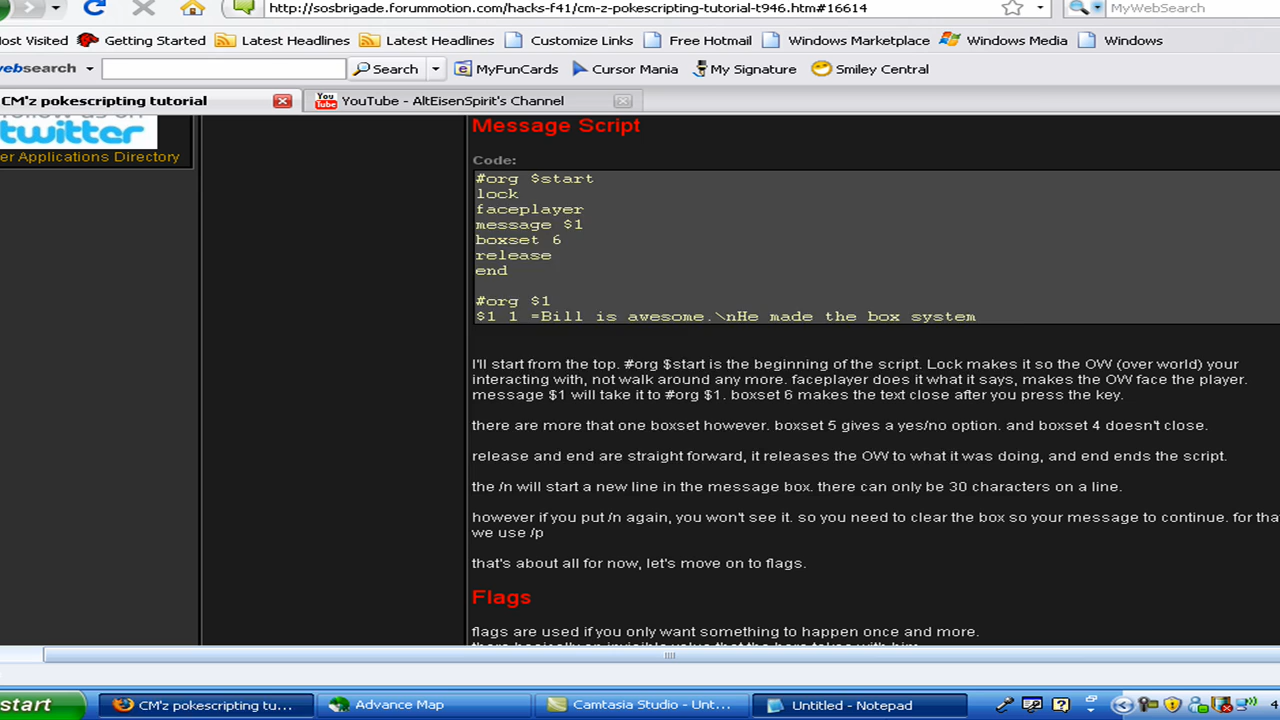 http://sosbrigade.forummotion.com/hacks-f41/cm-z-pokescripting-tutorial-t946.htm#16614
MyWebSearch
ost Visited Getting Started Latest Headlines Latest Headlines Customize Links Free Hotmail Windows Marketplace Windows Media Windows
websearch Search MyFunCards Cursor Mania My Signature Smiley Central
CM'z pokescripting tutorial
YouTube - AltEisenSpirit's Channel
twitter
er Applications Directory
Message Script
Code:
#org $start
lock
faceplayer
message $1
boxset 6
release
end
#org $1
$1 1 =Bill is awesome.\nHe made the box system
I'll start from the top. #org $start is the beginning of the script. Lock makes it so the OW (over world) your
interacting with, not walk around any more. faceplayer does it what it says, makes the OW face the player.
message $1 will take it to #org $1. boxset 6 makes the text close after you press the key.
there are more that one boxset however. boxset 5 gives a yes/no option. and boxset 4 doesn't close.
release and end are straight forward, it releases the OW to what it was doing, and end ends the script.
the /n will start a new line in the message box. there can only be 30 characters on a line.
however if you put /n again, you won't see it. so you need to clear the box so your message to continue. for tha
we use /p
that's about all for now, let's move on to flags.
Flags
flags are used if you only want something to happen once and more.
start
CM'z pokescripting tu...
Advance Map
Camtasia Studio - Unt...
Untitled - Notepad
4